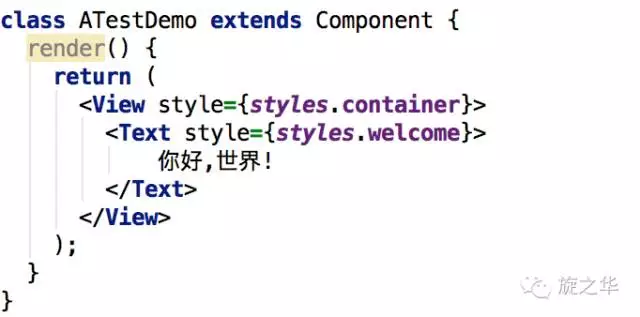 class ATestDemo extends Component {
render() {
return (
<View style={styles.container}>
<Text style={styles.welcome}>
你好,世界!
</Text>
</View>
);
}
}
旋之华